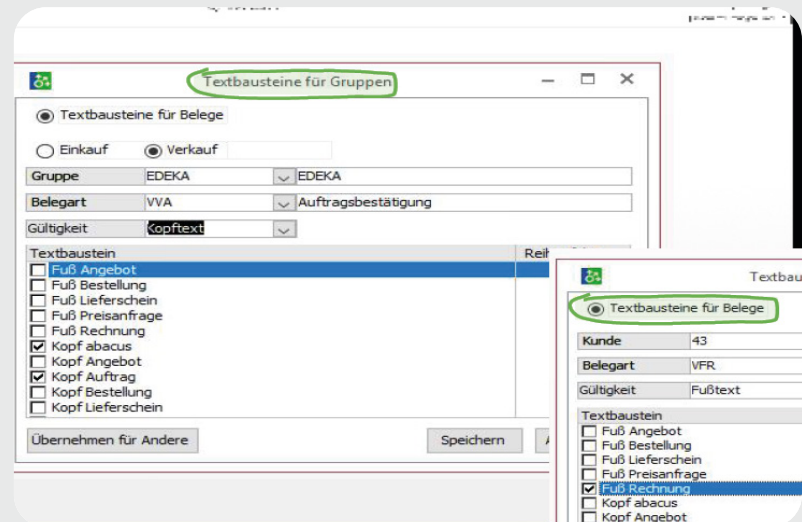 Textbausteine für Gruppen
Textbausteine für Belege
Einkauf Verkauf
Gruppe EDEKA EDEKA
Belegart VVA Auftragsbestätigung
Gültigkeit Kopftext
Textbaustein
Fuß Angebot
Fuß Bestellung
Fuß Lieferschein
Fuß Preisanfrage
Fuß Rechnung
Kopf abacus
Kopf Angebot
Kopf Auftrag
Kopf Bestellung
Kopf Lieferschein
Übernehmen für Andere Speichern
Textbau
Textbausteine für Belege
Kunde 43
Belegart VFR
Gültigkeit Fußtext
Textbaustein
Fuß Angebot
Fuß Bestellung
Fuß Lieferschein
Fuß Preisanfrage
Fuß Rechnung
Kopf abacus
Kopf Angebot